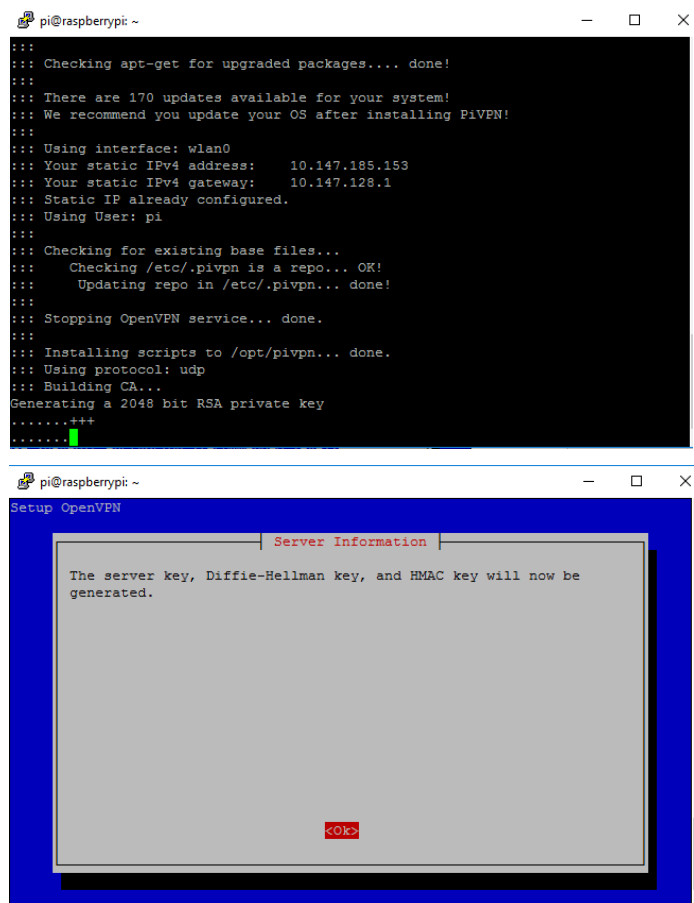 pi@raspberrypi: ~
:::
::: Checking apt-get for upgraded packages.... done!
:::
::: There are 170 updates available for your system!
::: We recommend you update your OS after installing PiVPN!
:::
::: Using interface: wlan0
::: Your static IPv4 address:    10.147.185.153
::: Your static IPv4 gateway:    10.147.128.1
::: Static IP already configured.
::: Using User: pi
:::
::: Checking for existing base files...
:::    Checking /etc/.pivpn is a repo... OK!
:::     Updating repo in /etc/.pivpn... done!
:::
::: Stopping OpenVPN service... done.
:::
::: Installing scripts to /opt/pivpn... done.
::: Using protocol: udp
::: Building CA...
Generating a 2048 bit RSA private key
.......+++
.......
pi@raspberrypi: ~
Setup OpenVPN
Server Information
The server key, Diffie-Hellman key, and HMAC key will now be
generated.
<Ok>